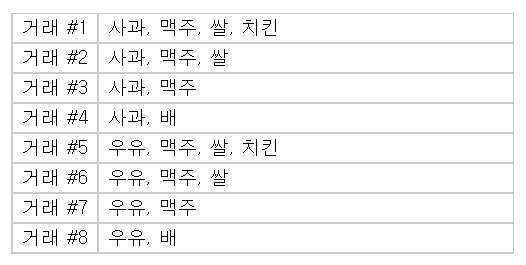 거래 #1 사과, 맥주, 쌀, 치킨
거래 #2 사과, 맥주, 쌀
거래 #3 사과, 맥주
거래 #4 사과, 배
거래 #5 우유, 맥주, 쌀, 치킨
거래 #6 우유, 맥주, 쌀
거래 #7 우유, 맥주
거래 #8 우유, 배